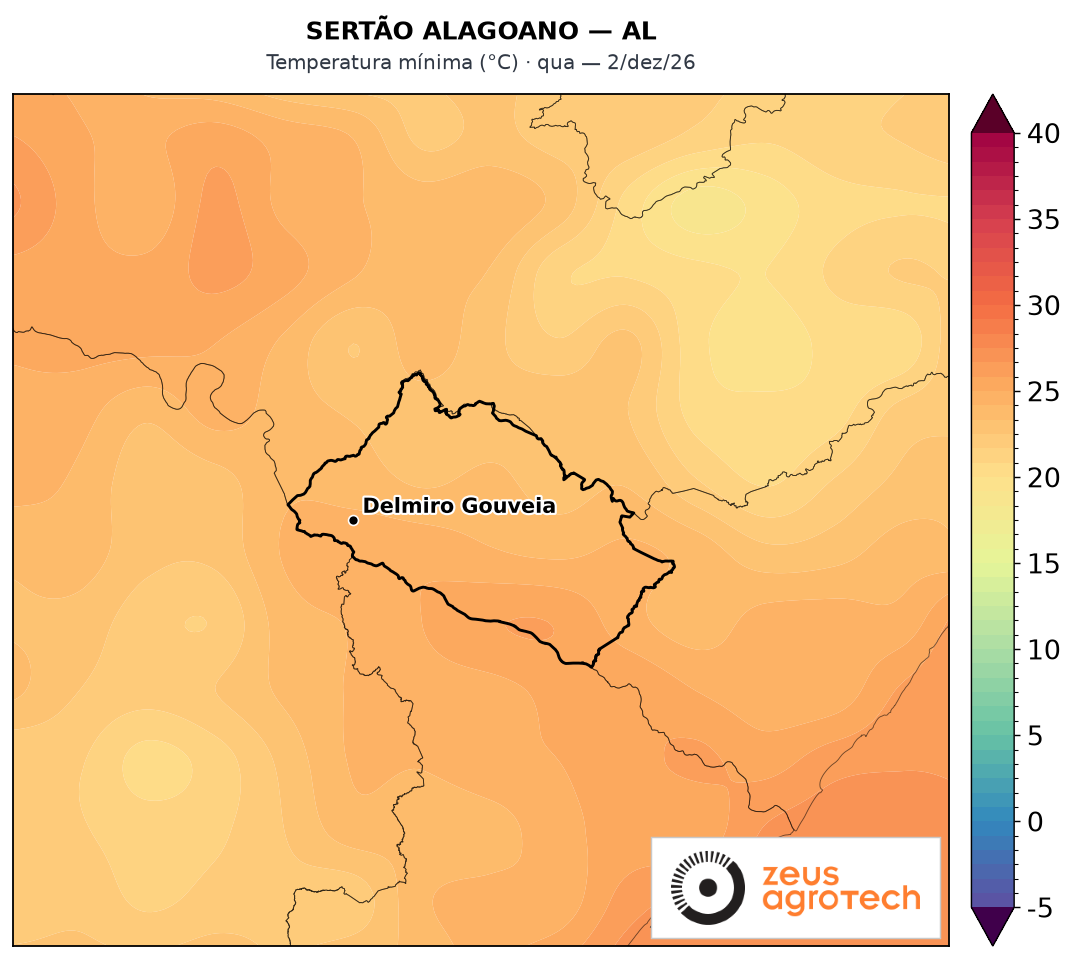 SERTÃO ALAGOANO — AL
Temperatura mínima (°C) · qua — 2/dez/26
40
35
30
25
20
15
10
5
0
-5
Delmiro Gouveia
zeus
agrotech